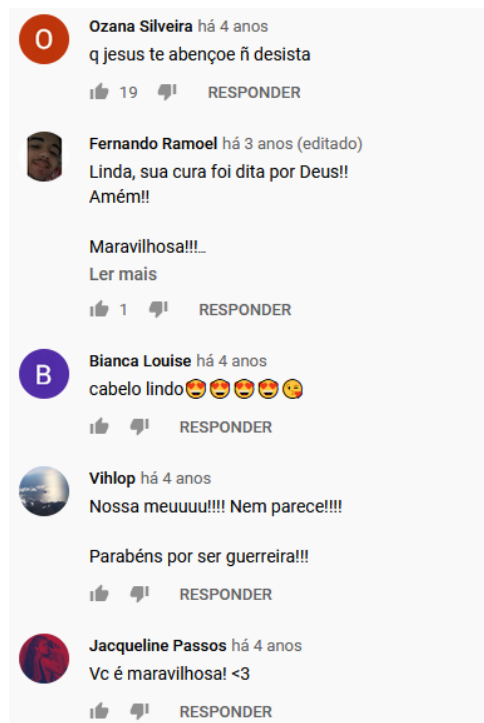 O
Ozana Silveira há 4 anos
q jesus te abençoe ñ desista
19 RESPONDER
Fernando Ramoel há 3 anos (editado)
Linda, sua cura foi dita por Deus!!
Amém!!
Maravilhosa!!!...
Ler mais
1 RESPONDER
B
Bianca Louise há 4 anos
cabelo lindo😍😍😍😍😘
RESPONDER
Vihlop há 4 anos
Nossa meuuuu!!!! Nem parece!!!!
Parabéns por ser guerreira!!!
RESPONDER
Jacqueline Passos há 4 anos
Vc é maravilhosa! <3
RESPONDER